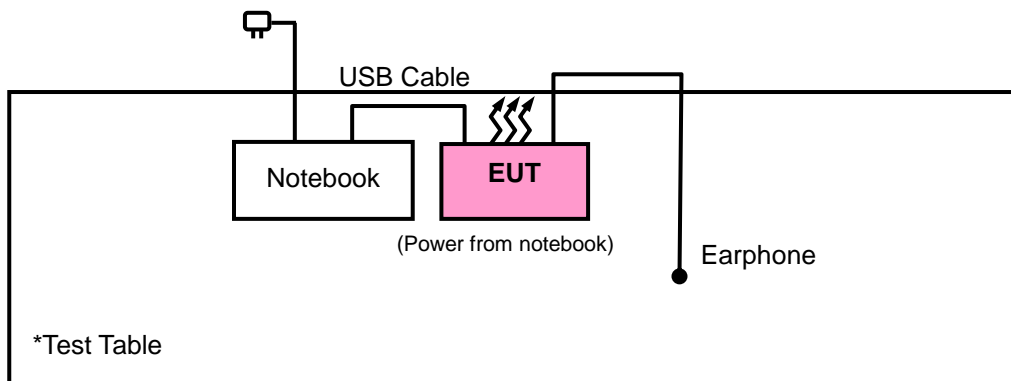 USB Cable
Notebook
EUT
(Power from notebook)
Earphone
*Test Table